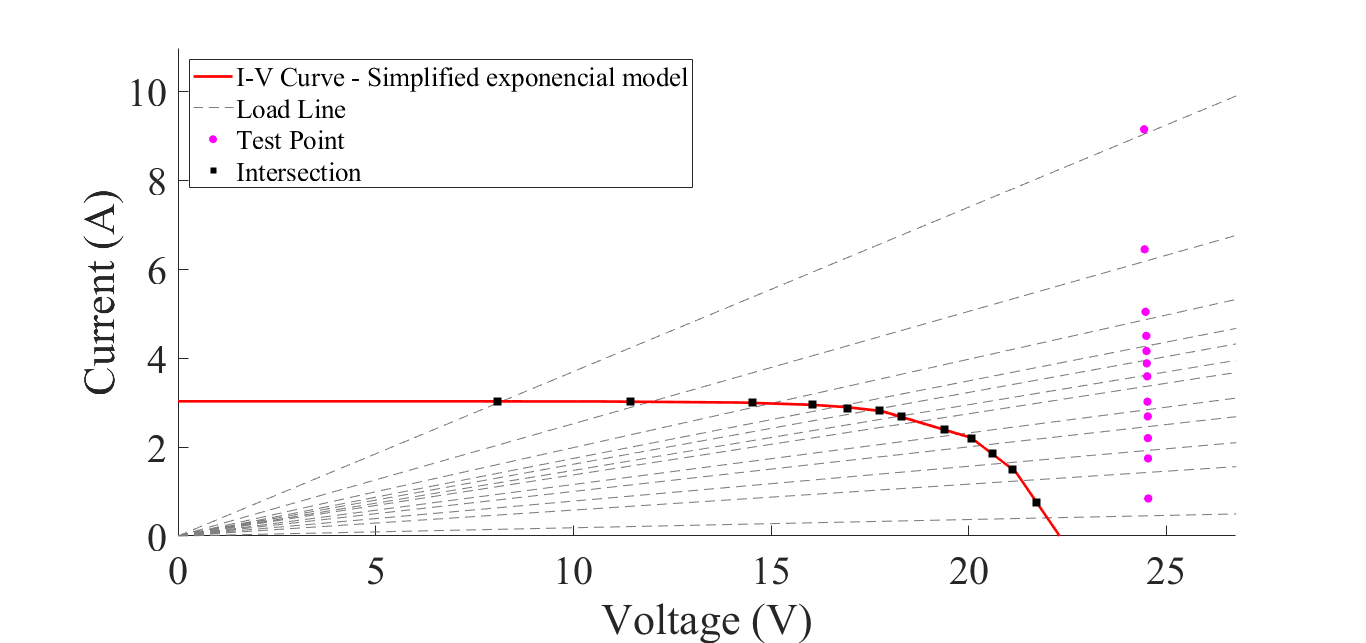 I-V Curve - Simplified exponencial model
Load Line
Test Point
Intersection
Current (A)
10
8
6
4
2
0
0 5 10 15 20 25
Voltage (V)